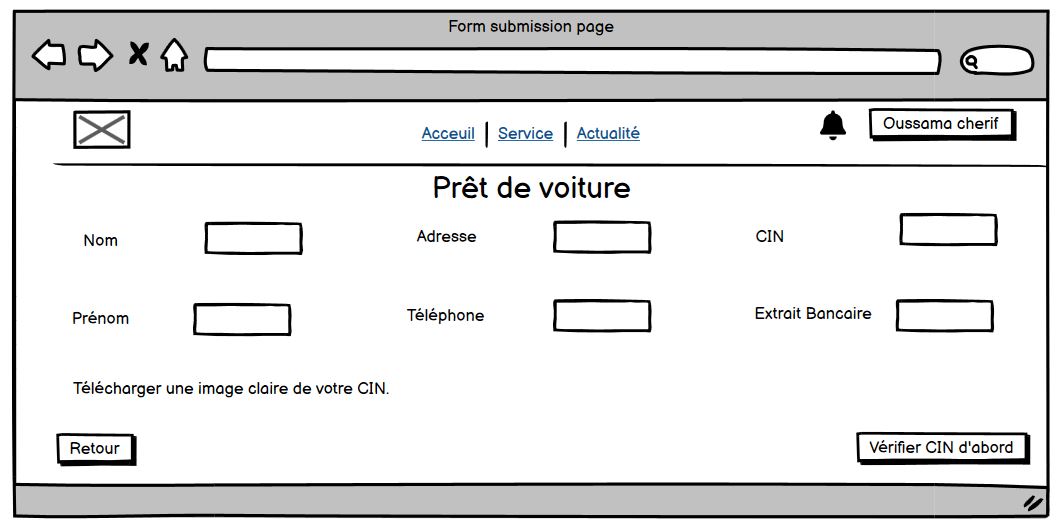 Form submission page
Acceuil | Service | Actualité
Oussama cherif
Prêt de voiture
Nom
Adresse
CIN
Prénom
Téléphone
Extrait Bancaire
Télécharger une image claire de votre CIN.
Retour
Vérifier CIN d'abord